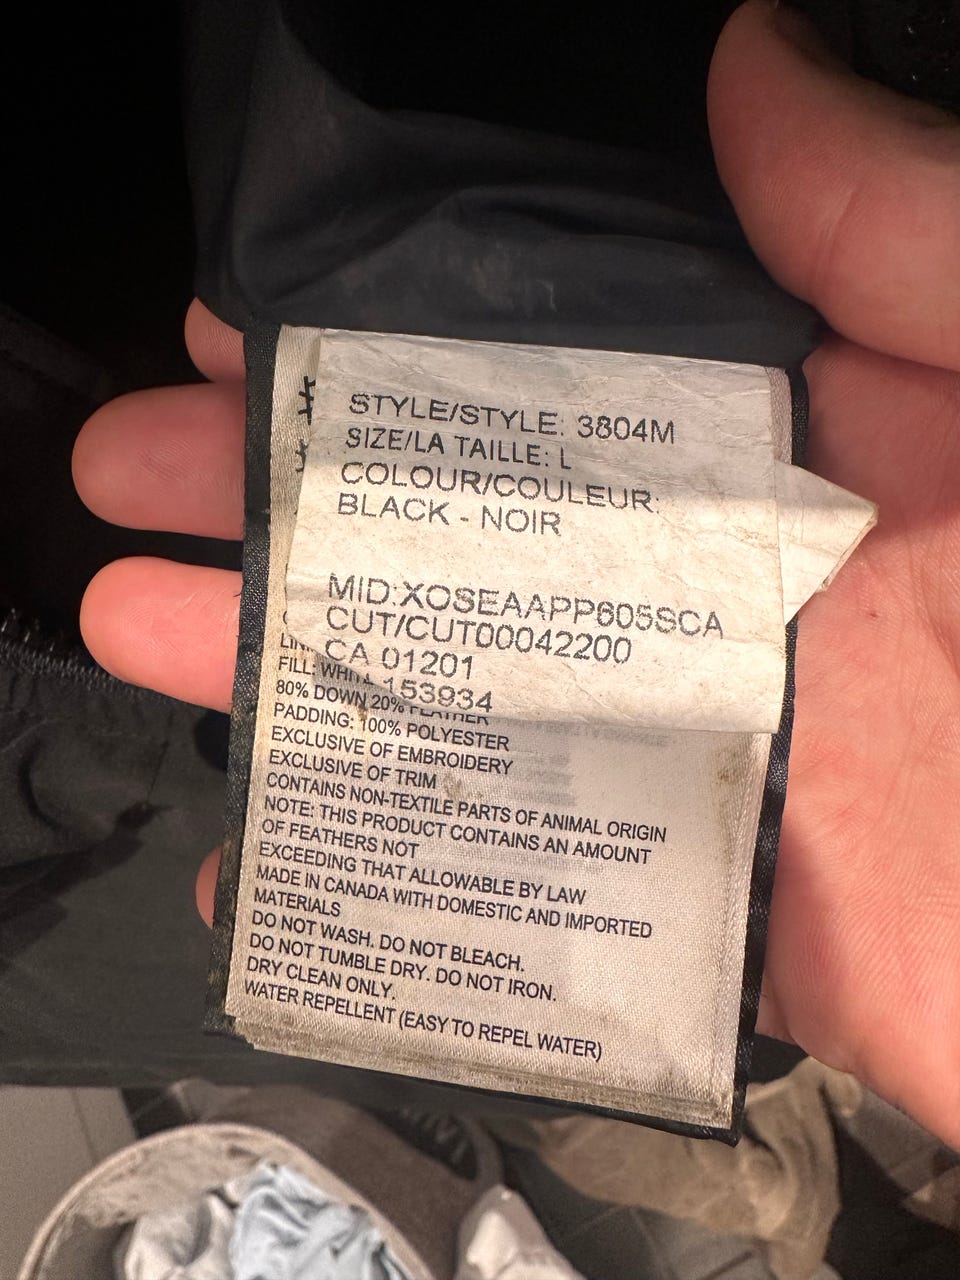 STYLE/STYLE: 3804M
SIZE/LA TAILLE: L
COLOUR/COULEUR:
BLACK - NOIR
MID:XOSEAAPP605SCA
CUT/CUT00042200
CA 01201
153934
FILL: WHITE
80% DOWN 20% FEATHER
PADDING: 100% POLYESTER
EXCLUSIVE OF EMBROIDERY
EXCLUSIVE OF TRIM
CONTAINS NON-TEXTILE PARTS OF ANIMAL ORIGIN
NOTE: THIS PRODUCT CONTAINS AN AMOUNT
OF FEATHERS NOT
EXCEEDING THAT ALLOWABLE BY LAW
MADE IN CANADA WITH DOMESTIC AND IMPORTED
MATERIALS
DO NOT WASH. DO NOT BLEACH.
DO NOT TUMBLE DRY. DO NOT IRON.
DRY CLEAN ONLY.
WATER REPELLENT (EASY TO REPEL WATER)